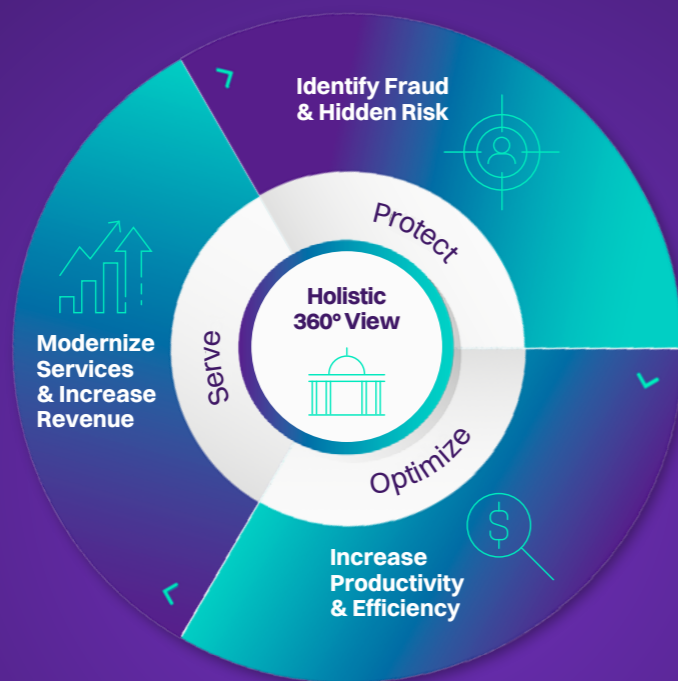 Identify Fraud
& Hidden Risk
Protect
Holistic
360° View
Serve
Modernize
Services
& Increase
Revenue
Optimize
$
Increase
Productivity
& Efficiency